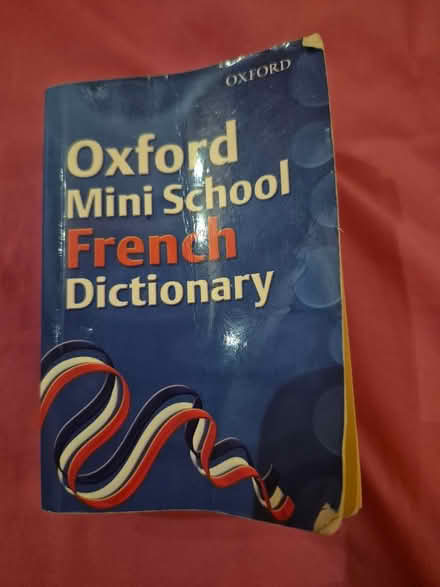 OXFORD
Oxford
Mini School
French
Dictionary